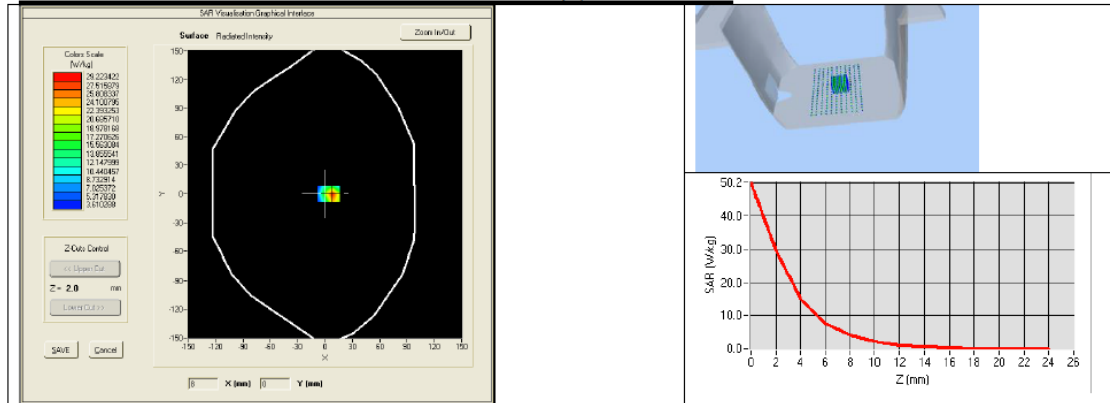 SAR Visualisation Graphical Interface
Surface Radiated Intensity
Zoom In/Out
Colors Scale
(W/kg)
29.223422
27.515879
25.808337
24.100795
22.393253
20.685710
18.978168
17.270626
15.563084
13.855541
12.147999
10.440457
8.732914
7.025372
5.317830
3.610288
Z-Cuts Control
<< Upper Cut
Z = 2.0 mm
Lower Cut >>
SAVE
Cancel
Y
150-
120-
90-
60-
30-
0-
-30-
-60-
-90-
-120-
-150-
-150 -120 -90 -60 -30 0 30 60 90 120 150
X
8 X (mm) 0 Y (mm)
SAR (W/kg)
50.2
40.0-
30.0-
20.0-
10.0-
0.0-
0 2 4 6 8 10 12 14 16 18 20 22 24 26
Z (mm)